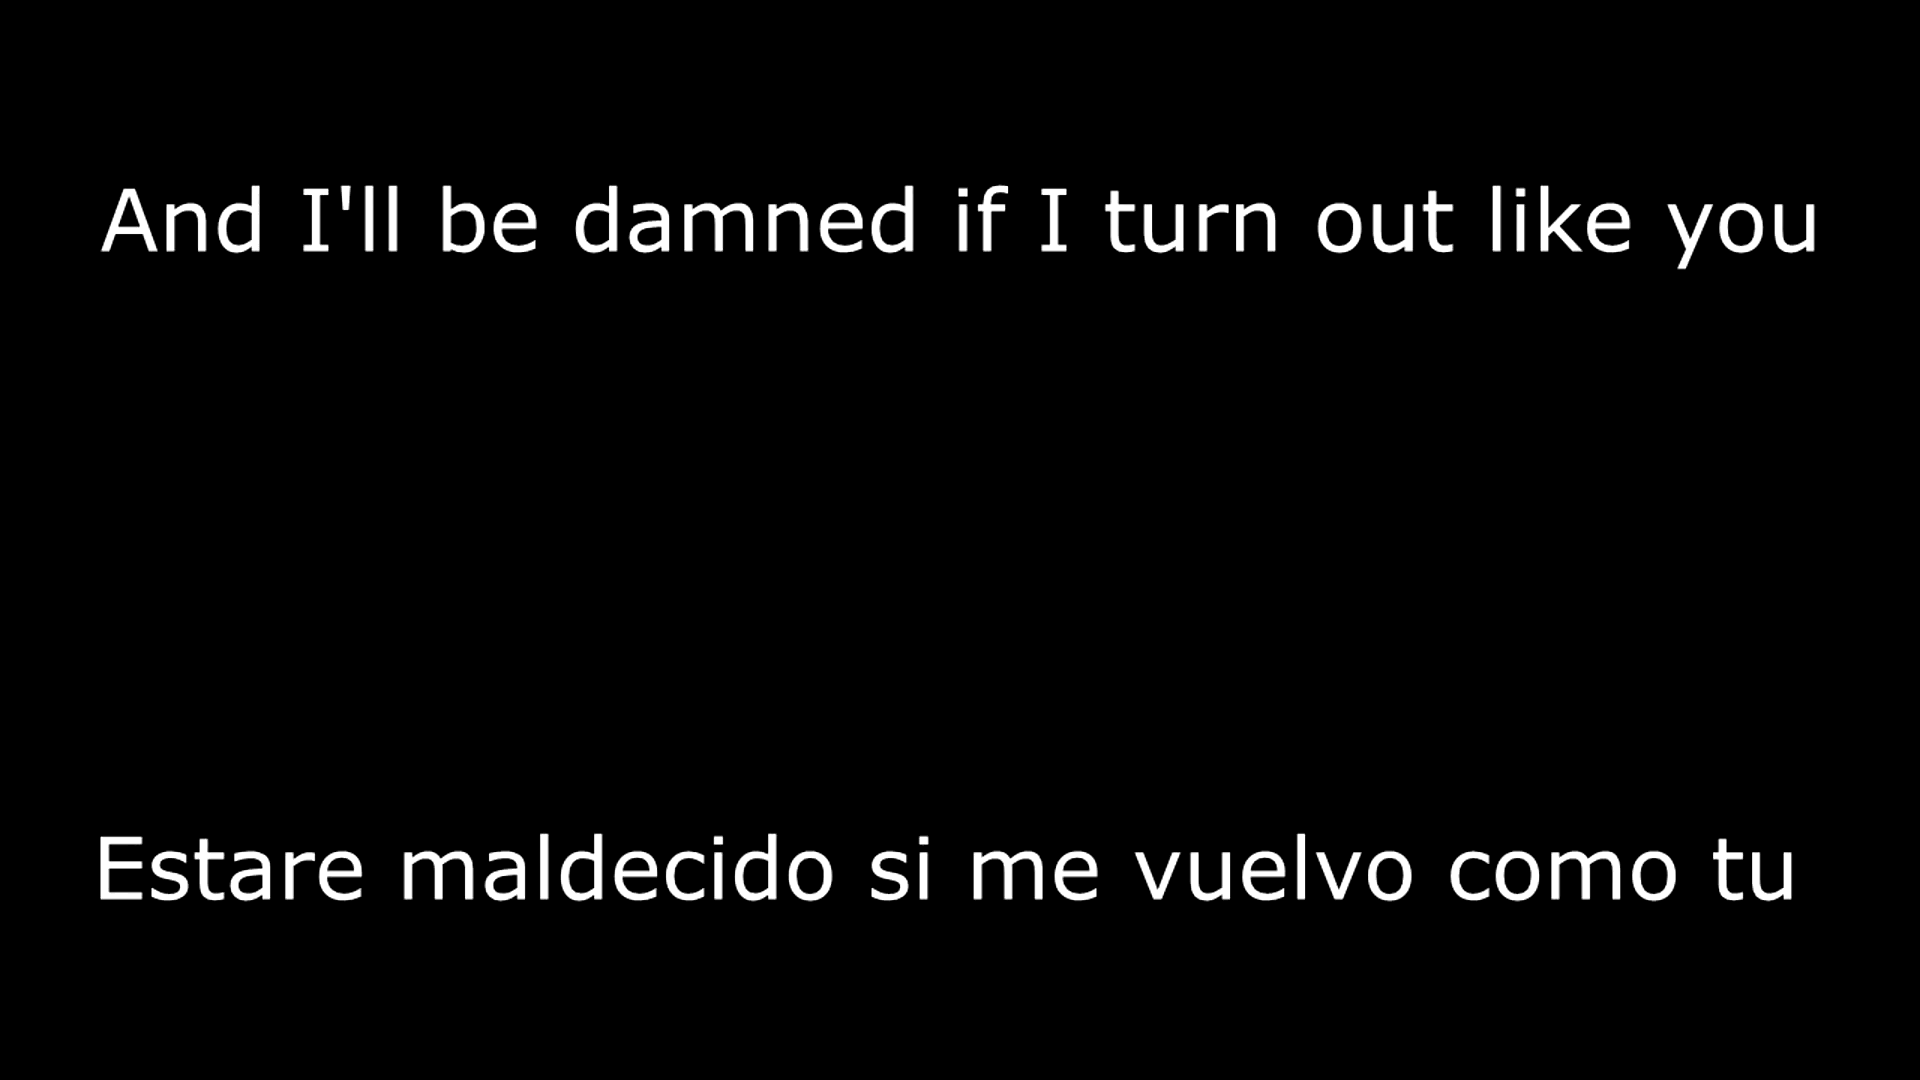 And I'll be damned if I turn out like you
Estare maldecido si me vuelvo como tu